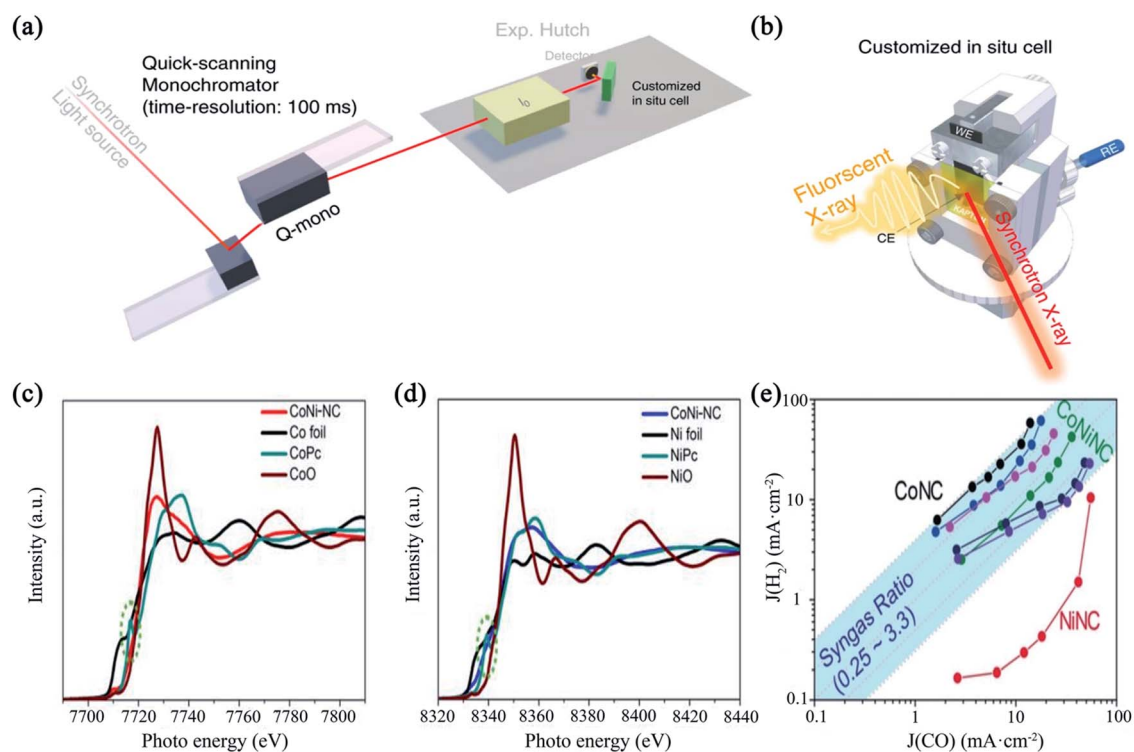 (a)
Exp. Hutch
Detector
Quick-scanning
Monochromator
(time-resolution: 100 ms)
Synchrotron
Light source
I0
Customized
in situ cell
Q-mono
(b)
Customized in situ cell
WE
RE
Fluorscent
X-ray
KAPTON
CE
Synchrotron X-ray
(c)
CoNi-NC
Co foil
CoPc
CoO
Intensity (a.u.)
7700 7720 7740 7760 7780 7800
Photo energy (eV)
(d)
CoNi-NC
Ni foil
NiPc
NiO
Intensity (a.u.)
8320 8340 8360 8380 8400 8420 8440
Photo energy (eV)
(e)
100
10
1
0.1
J(H₂) (mA·cm⁻²)
CoNiNC
CoNC
NiNC
Syngas Ratio
(0.25 ~ 3.3)
0.1 1 10 100
J(CO) (mA·cm⁻²)